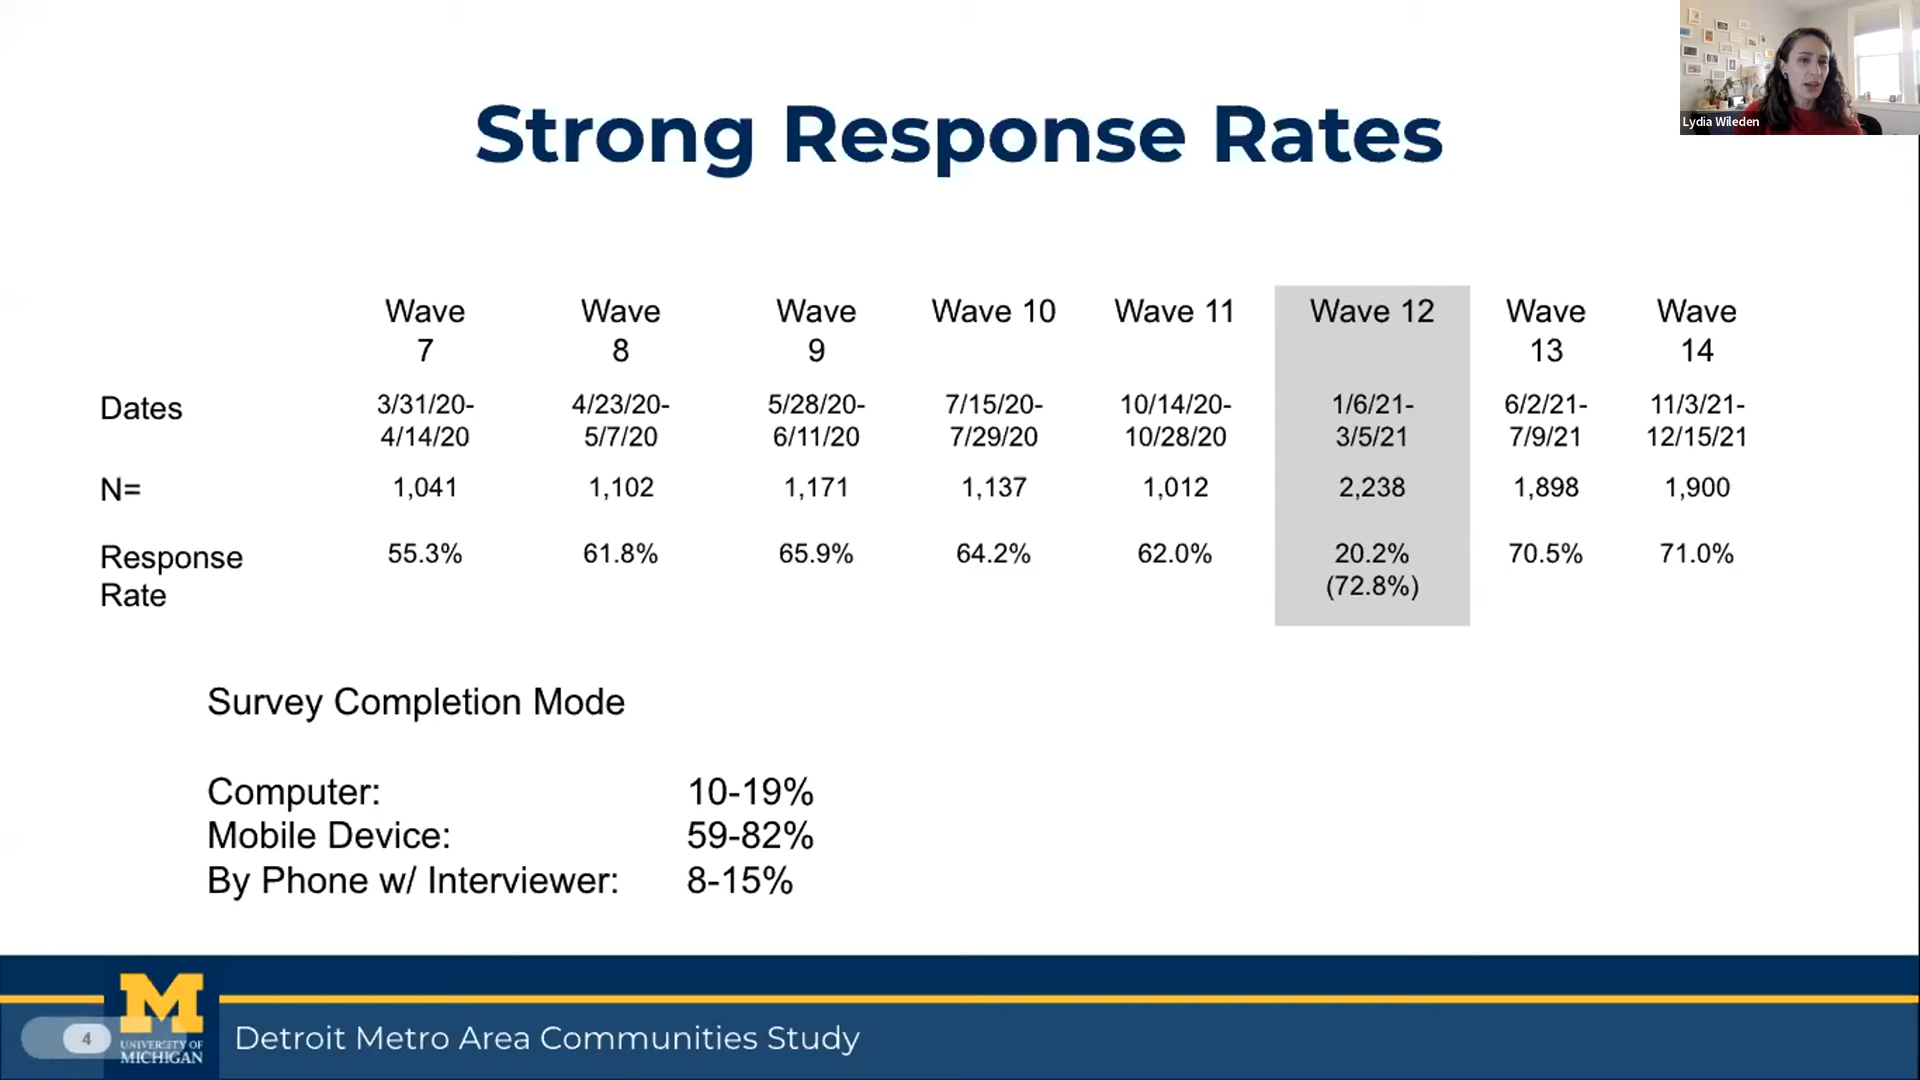 Lydia Wileden
Strong Response Rates
Wave 7 Wave 8 Wave 9 Wave 10 Wave 11 Wave 12 Wave 13 Wave 14
Dates 3/31/20-4/14/20 4/23/20-5/7/20 5/28/20-6/11/20 7/15/20-7/29/20 10/14/20-10/28/20 1/6/21-3/5/21 6/2/21-7/9/21 11/3/21-12/15/21
N= 1,041 1,102 1,171 1,137 1,012 2,238 1,898 1,900
Response Rate 55.3% 61.8% 65.9% 64.2% 62.0% 20.2% (72.8%) 70.5% 71.0%
Survey Completion Mode
Computer: 10-19%
Mobile Device: 59-82%
By Phone w/ Interviewer: 8-15%
4
M
UNIVERSITY OF
MICHIGAN
Detroit Metro Area Communities Study